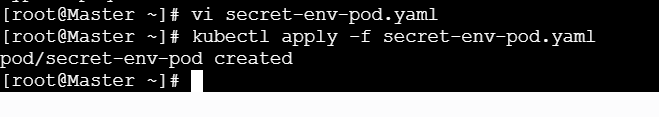 [root@Master ~]# vi secret-env-pod.yaml
[root@Master ~]# kubectl apply -f secret-env-pod.yaml
pod/secret-env-pod created
[root@Master ~]#